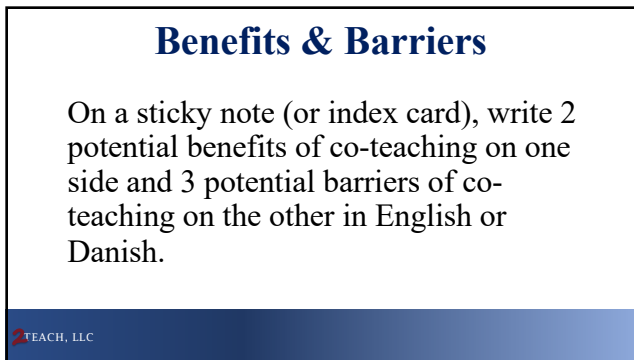 Benefits & Barriers
On a sticky note (or index card), write 2
potential benefits of co-teaching on one
side and 3 potential barriers of co-
teaching on the other in English or
Danish.
2TEACH, LLC